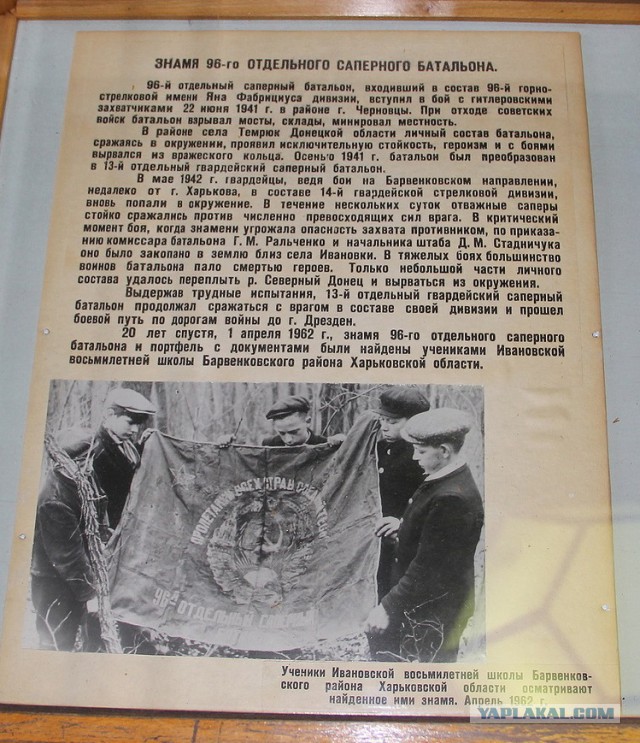 ЗНАМЯ 96-го ОТДЕЛЬНОГО САПЕРНОГО БАТАЛЬОНА.
96-й отдельный саперный батальон, входивший в состав 96-й горно-
стрелковой имени Яна Фабрициуса дивизии, вступил в бой с гитлеровскими
захватчиками 22 июня 1941 г. в районе г. Черновцы. При отходе советских
войск батальон взрывал мосты, склады, минировал местность.
В районе села Темрюк Донецкой области личный состав батальона,
сражаясь в окружении, проявил исключительную стойкость, героизм и с боями
вырвался из вражеского кольца. Осенью 1941 г. батальон был преобразован
в 13-й отдельный гвардейский саперный батальон.
В мае 1942 г. гвардейцы, ведя бои на Барвенковском направлении,
недалеко от г. Харькова, в составе 14-й гвардейской стрелковой дивизии,
вновь попали в окружение. В течение нескольких суток отважные саперы
стойко сражались против численно превосходящих сил врага. В критический
момент боя, когда знамени угрожала опасность захвата противником, по приказа-
нию комиссара батальона Г. М. Ральченко и начальника штаба Д. М. Стадничука
оно было закопано в землю близ села Ивановки. В тяжелых боях большинство
воинов батальона пало смертью героев. Только небольшой части личного
состава удалось переплыть р. Северный Донец и вырваться из окружения.
Выдержав трудные испытания, 13-й отдельный гвардейский саперный
батальон продолжал сражаться с врагом в составе своей дивизии и прошел
боевой путь по дорогам войны до г. Дрезден.
20 лет спустя, 1 апреля 1962 г., знамя 96-го отдельного саперного
батальона и портфель с документами были найдены учениками Ивановской
восьмилетней школы Барвенковского района Харьковской области.
ВСЕХ СТРАН
ОТДЕЛЬНЫЙ
Ученики Ивановской восьмилетней школы Барвенков-
ского района Харьковской области осматривают
найденное ими знамя. Апрель 1962 г.
YAPLAKAL.COM